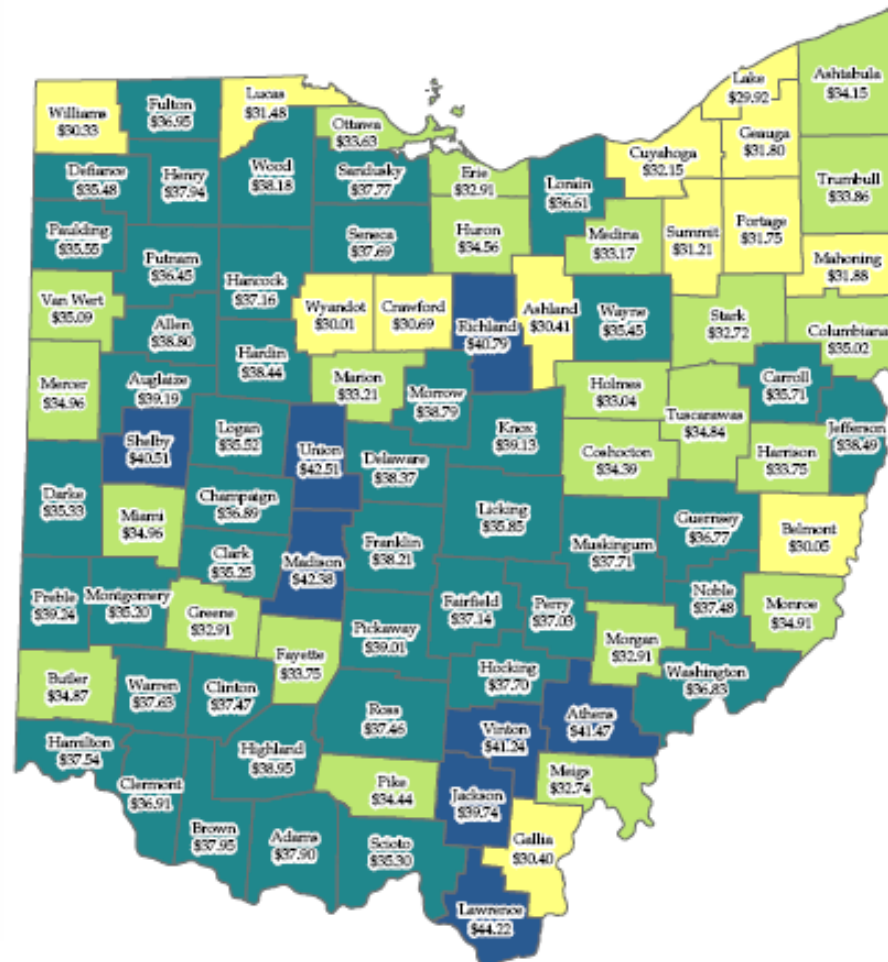 Lake
$29.92
Ashtabula
$34.15
Williams
$30.33
Fulton
$36.95
Lucas
$31.48
Ottawa
$33.63
Geauga
$31.80
Cuyahoga
$32.15
Defiance
$35.48
Henry
$37.94
Wood
$38.18
Sandusky
$37.77
Erie
$32.91
Lorain
$36.61
Trumbull
$33.86
Paulding
$35.55
Seneca
$37.69
Huron
$34.56
Medina
$33.17
Summit
$31.21
Portage
$31.75
Putnam
$36.45
Hancock
$37.16
Mahoning
$31.88
Van Wert
$35.09
Wyandot
$30.01
Crawford
$30.69
Richland
$40.79
Ashland
$30.41
Wayne
$35.45
Stark
$32.72
Columbiana
$35.02
Allen
$38.80
Hardin
$38.44
Mercer
$34.96
Auglaize
$39.19
Marion
$33.21
Morrow
$38.79
Holmes
$33.04
Carroll
$35.71
Tuscarawas
$34.84
Jefferson
$38.49
Shelby
$40.51
Logan
$35.52
Union
$42.51
Knox
$39.13
Delaware
$38.37
Coshocton
$34.39
Harrison
$33.75
Darke
$35.33
Miami
$34.96
Champaign
$36.89
Licking
$35.85
Guernsey
$36.77
Belmont
$30.05
Clark
$35.25
Madison
$42.38
Franklin
$38.21
Muskingum
$37.71
Preble
$39.24
Montgomery
$35.20
Greene
$32.91
Fairfield
$37.14
Perry
$37.03
Noble
$37.48
Monroe
$34.91
Pickaway
$39.01
Morgan
$32.91
Fayette
$33.75
Hocking
$37.70
Washington
$36.83
Butler
$34.87
Warren
$37.63
Clinton
$37.47
Ross
$37.46
Vinton
$41.24
Athens
$41.47
Hamilton
$37.54
Highland
$38.95
Clermont
$36.91
Pike
$34.44
Jackson
$39.74
Meigs
$32.74
Brown
$37.95
Adams
$37.90
Scioto
$35.30
Gallia
$30.40
Lawrence
$44.22